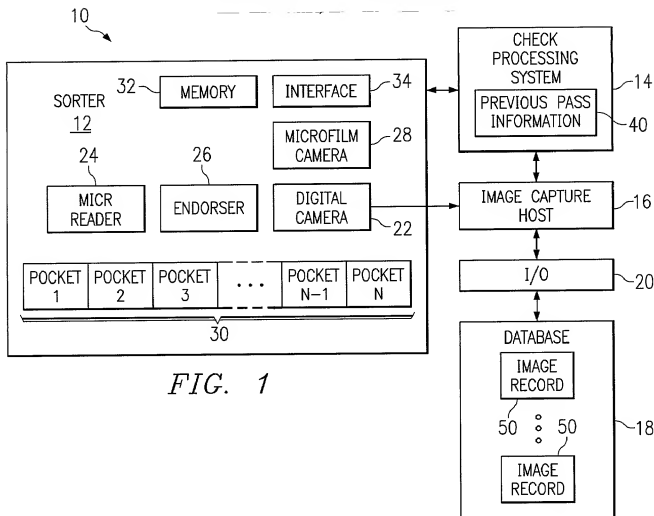 10
SORTER
12
32
MEMORY
INTERFACE
34
MICROFILM
CAMERA
28
24
MICR
READER
26
ENDORSER
DIGITAL
CAMERA
22
POCKET
1
POCKET
2
POCKET
3
...
POCKET
N–1
POCKET
N
30
FIG. 1
CHECK
PROCESSING
SYSTEM
14
PREVIOUS PASS
INFORMATION
40
IMAGE CAPTURE
HOST
16
I/O
20
DATABASE
IMAGE
RECORD
50
50
18
IMAGE
RECORD